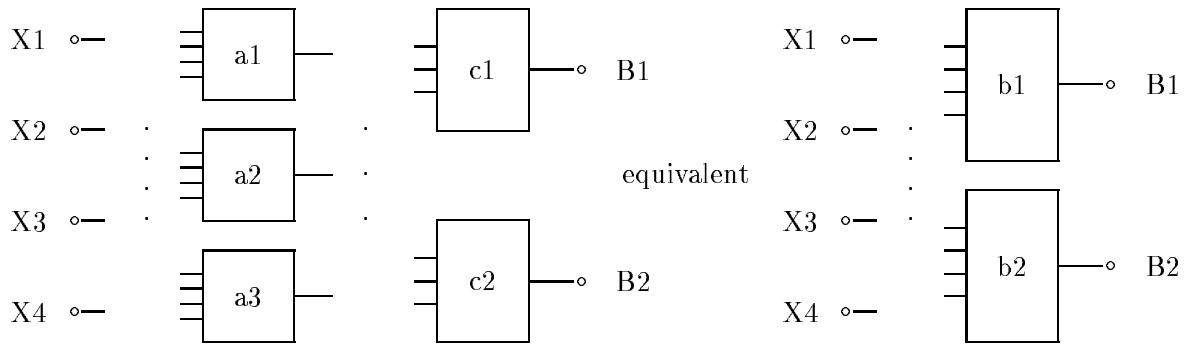 X1 a1 c1 B1 X1 b1 B1
X2 a2 equivalent X2
X3 c2 B2 X3 b2 B2
X4 a3 X4